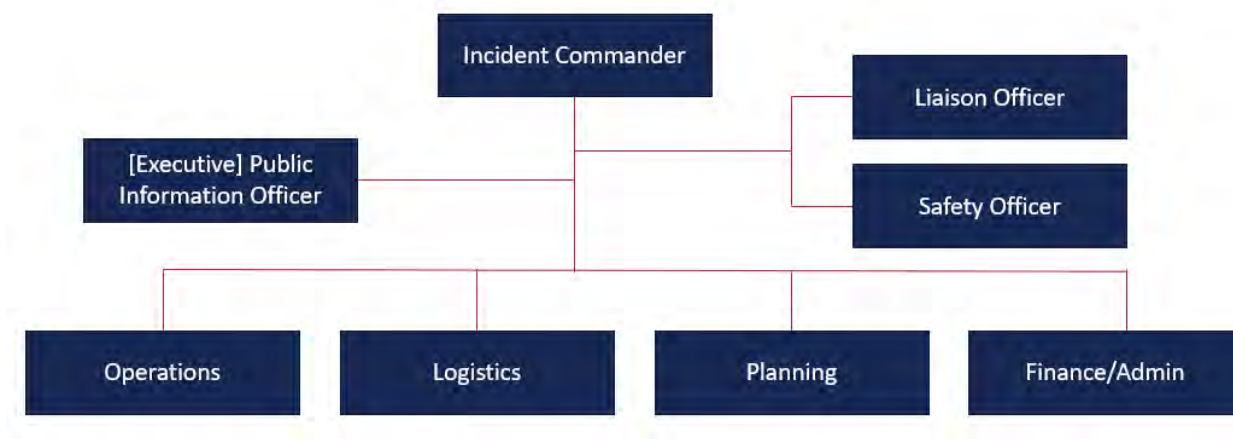 Incident Commander
Liaison Officer
[Executive] Public
Information Officer
Safety Officer
Operations
Logistics
Planning
Finance/Admin